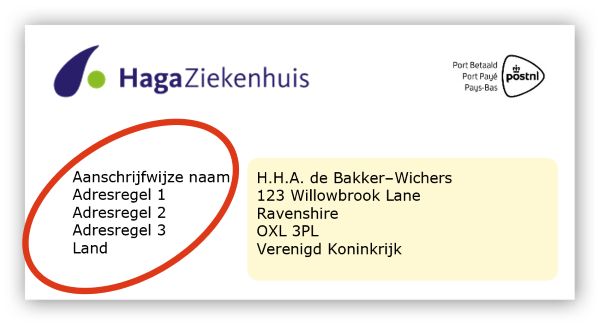 HagaZiekenhuis
Port Betaald
Port Payé
Pays-Bas
postnl
Aanschrijfwijze naam
Adresregel 1
Adresregel 2
Adresregel 3
Land
H.H.A. de Bakker–Wichers
123 Willowbrook Lane
Ravenshire
OXL 3PL
Verenigd Koninkrijk